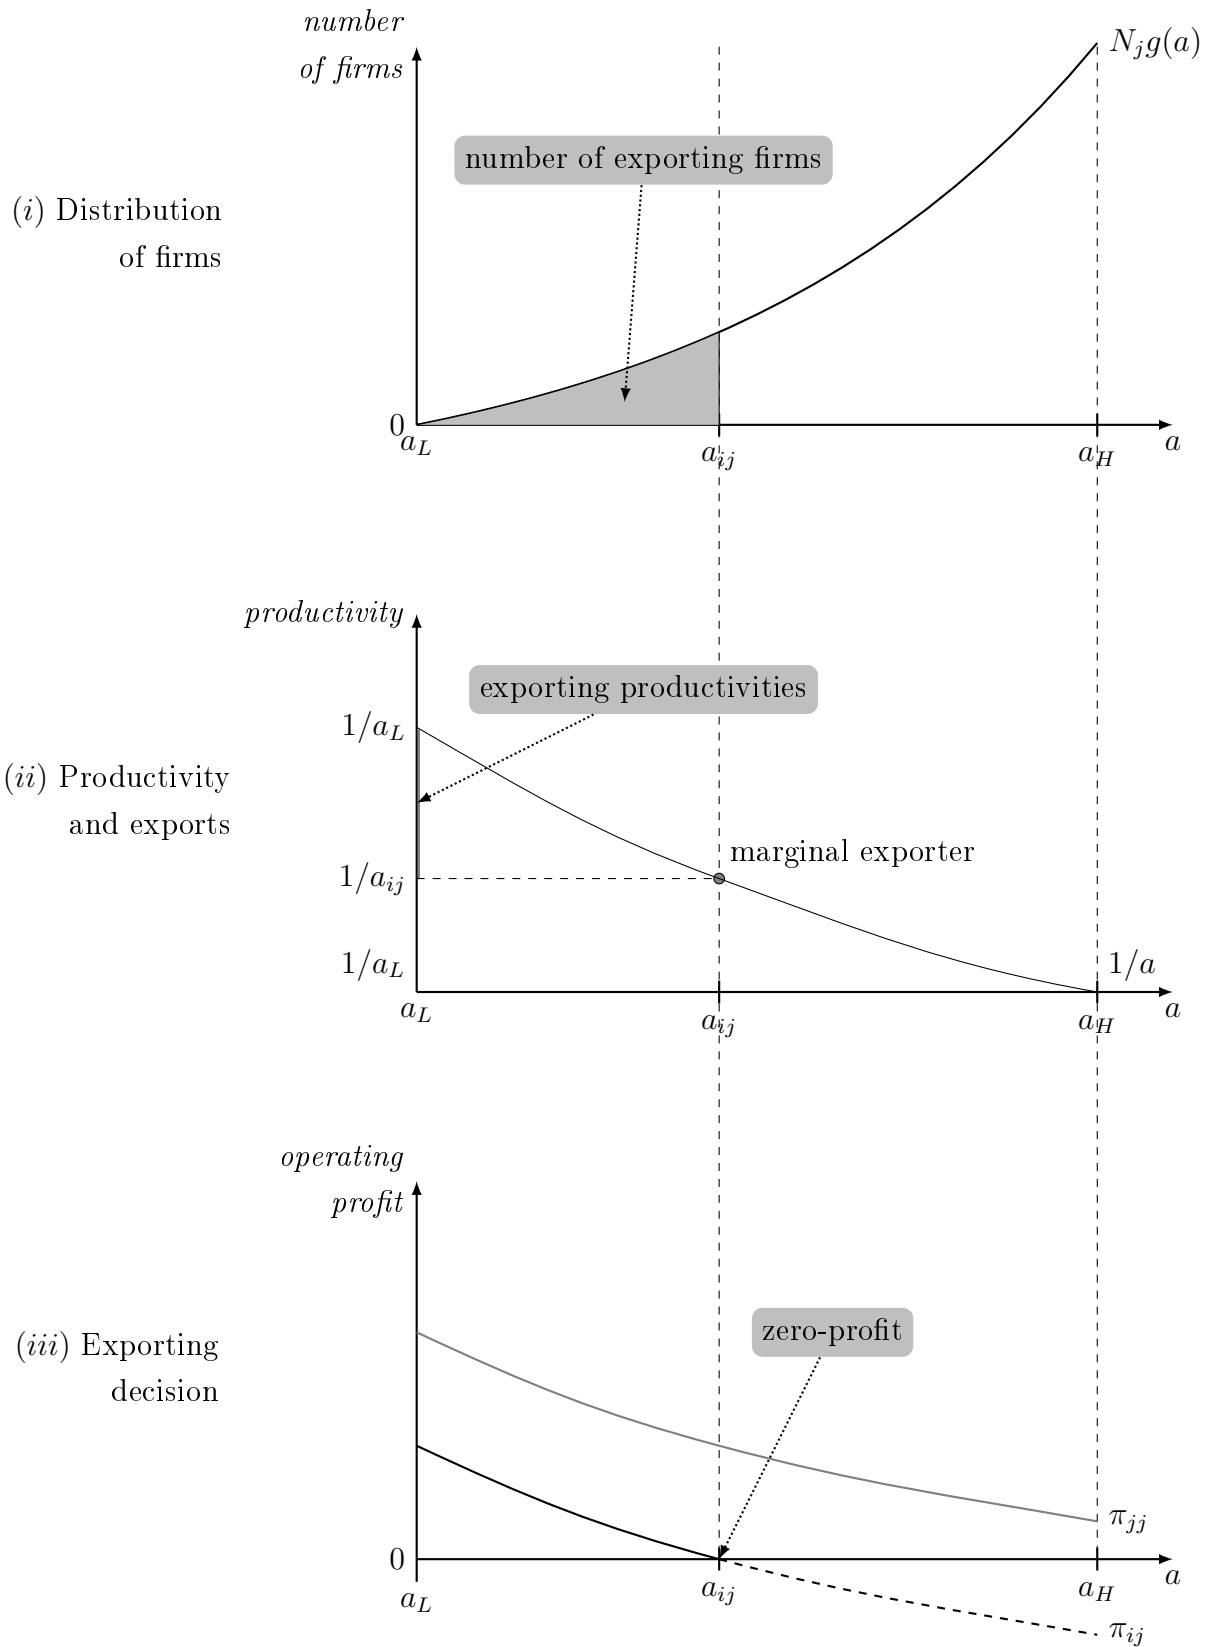 number
of firms
N_j g(a)
number of exporting firms
(i) Distribution
of firms
0
a_L
a_ij
a_H
a
productivity
exporting productivities
1/a_L
(ii) Productivity
and exports
marginal exporter
1/a_ij
1/a_L
1/a
a_L
a_ij
a_H
a
operating
profit
zero-profit
(iii) Exporting
decision
π_jj
0
a_L
a_ij
a_H
a
π_ij